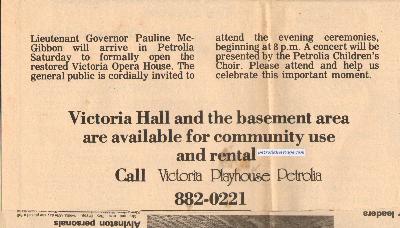 Lieutenant Governor Pauline Mc-
Gibbon will arrive in Petrolia
Saturday to formally open the
restored Victoria Opera House. The
general public is cordially invited to
attend the evening ceremonies,
beginning at 8 p.m. A concert will be
presented by the Petrolia Children's
Choir. Please attend and help us
celebrate this important moment.
Victoria Hall and the basement area
are available for community use
and rental
Call Victoria Playhouse Petrolia
882-0221
Alvinston personals
leaders